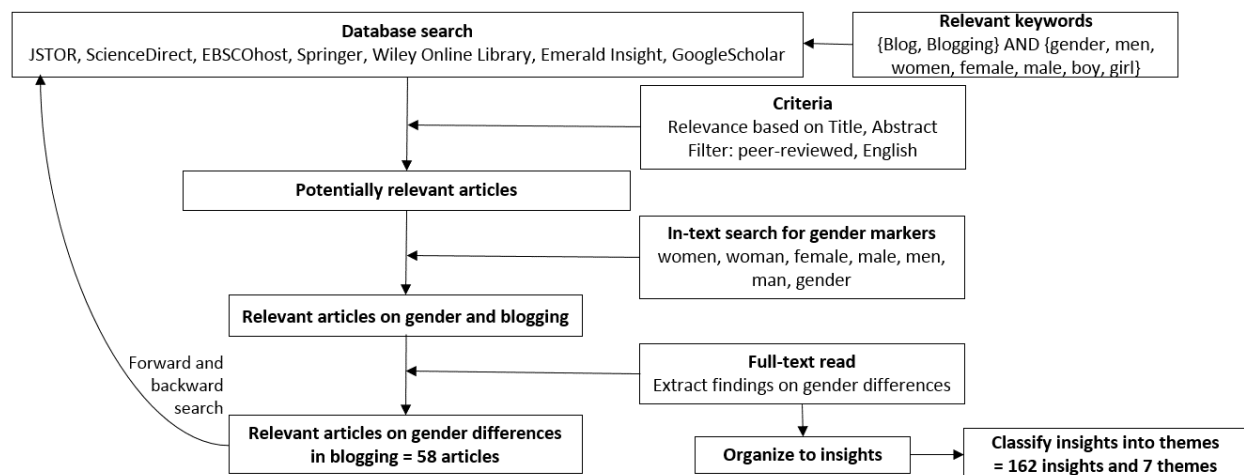 Database search
JSTOR, ScienceDirect, EBSCOhost, Springer, Wiley Online Library, Emerald Insight, GoogleScholar
Relevant keywords
{Blog, Blogging} AND {gender, men,
women, female, male, boy, girl}
Criteria
Relevance based on Title, Abstract
Filter: peer-reviewed, English
Potentially relevant articles
In-text search for gender markers
women, woman, female, male, men,
man, gender
Relevant articles on gender and blogging
Forward and
backward
search
Full-text read
Extract findings on gender differences
Relevant articles on gender differences
in blogging = 58 articles
Organize to insights
Classify insights into themes
= 162 insights and 7 themes